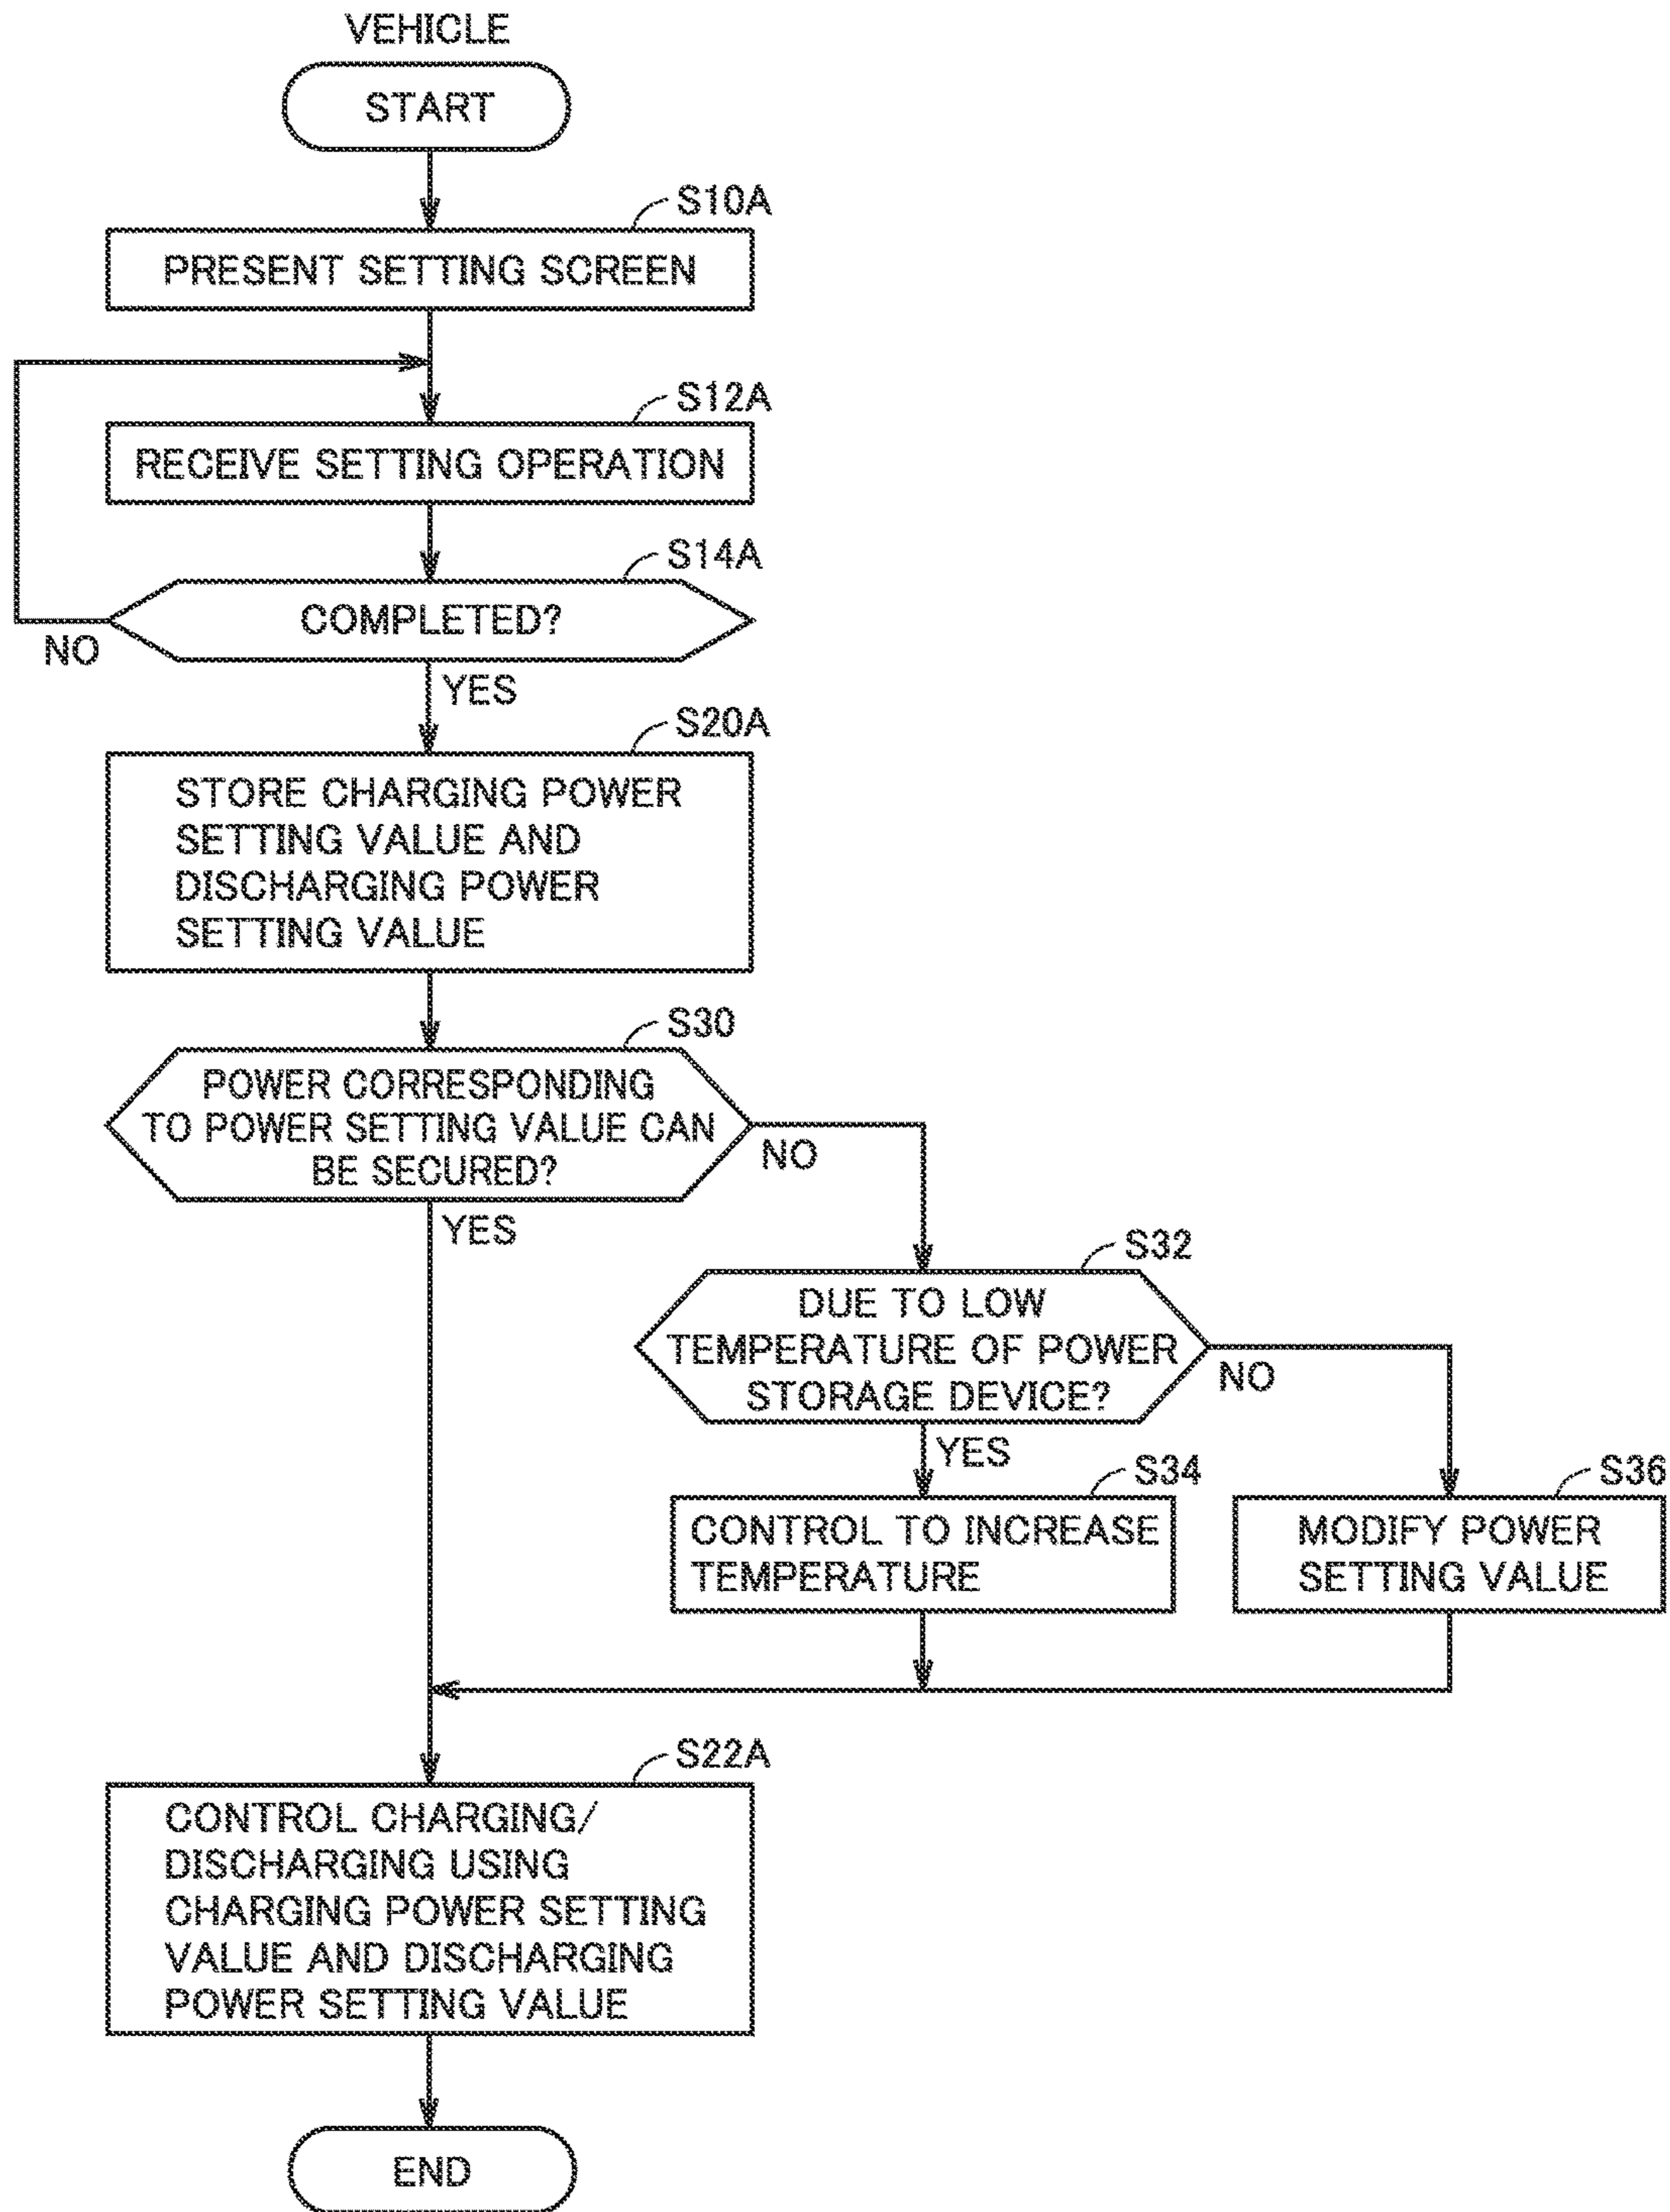 VEHICLE
START
S10A
PRESENT SETTING SCREEN
S12A
RECEIVE SETTING OPERATION
S14A
COMPLETED?
NO
YES
S20A
STORE CHARGING POWER
SETTING VALUE AND
DISCHARGING POWER
SETTING VALUE
S30
POWER CORRESPONDING
TO POWER SETTING VALUE CAN
BE SECURED?
NO
YES
S32
DUE TO LOW
TEMPERATURE OF POWER
STORAGE DEVICE?
NO
YES
S34
CONTROL TO INCREASE
TEMPERATURE
S36
MODIFY POWER
SETTING VALUE
S22A
CONTROL CHARGING/
DISCHARGING USING
CHARGING POWER SETTING
VALUE AND DISCHARGING
POWER SETTING VALUE
END